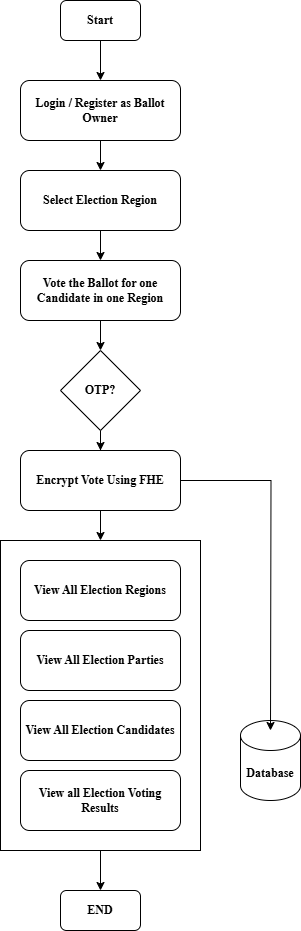 Start
Login / Register as Ballot
Owner
Select Election Region
Vote the Ballot for one
Candidate in one Region
OTP?
Encrypt Vote Using FHE
View All Election Regions
View All Election Parties
View All Election Candidates
Database
View all Election Voting
Results
END